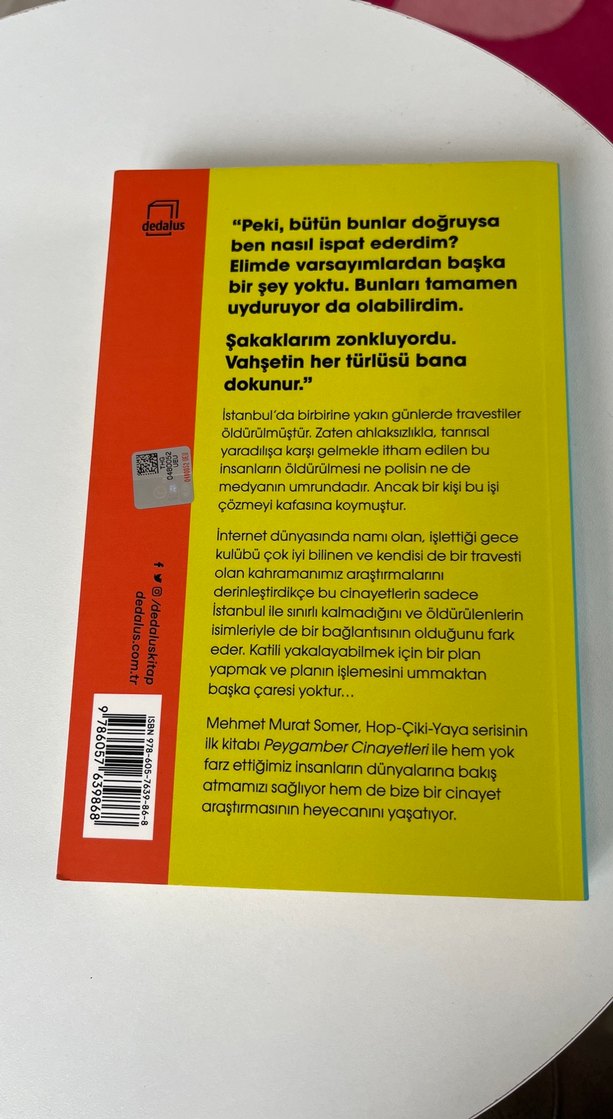 dedalus
“Peki, bütün bunlar doğruysa
ben nasıl ispat ederdim?
Elimde varsayımlardan başka
bir şey yoktu. Bunları tamamen
uyduruyor da olabilirdim.
Şakaklarım zonkluyordu.
Vahşetin her türlüsü bana
dokunur.”
İstanbul’da birbirine yakın günlerde travestiler
öldürülmüştür. Zaten ahlaksızlıkla, tanrısal
yaradılışa karşı gelmekle itham edilen bu
insanların öldürülmesi ne polisin ne de
medyanın umrundadır. Ancak bir kişi bu işi
çözmeyi kafasına koymuştur.
İnternet dünyasında namı olan, işlettiği gece
kulübü çok iyi bilinen ve kendisi de bir travesti
olan kahramanımız araştırmalarını
derinleştirdikçe bu cinayetlerin sadece
İstanbul ile sınırlı kalmadığını ve öldürülenlerin
isimleriyle de bir bağlantısının olduğunu fark
eder. Katili yakalayabilmek için bir plan
yapmak ve planın işlemesini ummaktan
başka çaresi yoktur...
Mehmet Murat Somer, Hop-Çiki-Yaya serisinin
ilk kitabı Peygamber Cinayetleri ile hem yok
farz ettiğimiz insanların dünyalarına bakış
atmamızı sağlıyor hem de bize bir cinayet
araştırmasının heyecanını yaşatıyor.
THG
0480052
UEU
/dedaluskitap
dedalus.com.tr
ISBN 978-605-7639-86-8
9 786057 639868